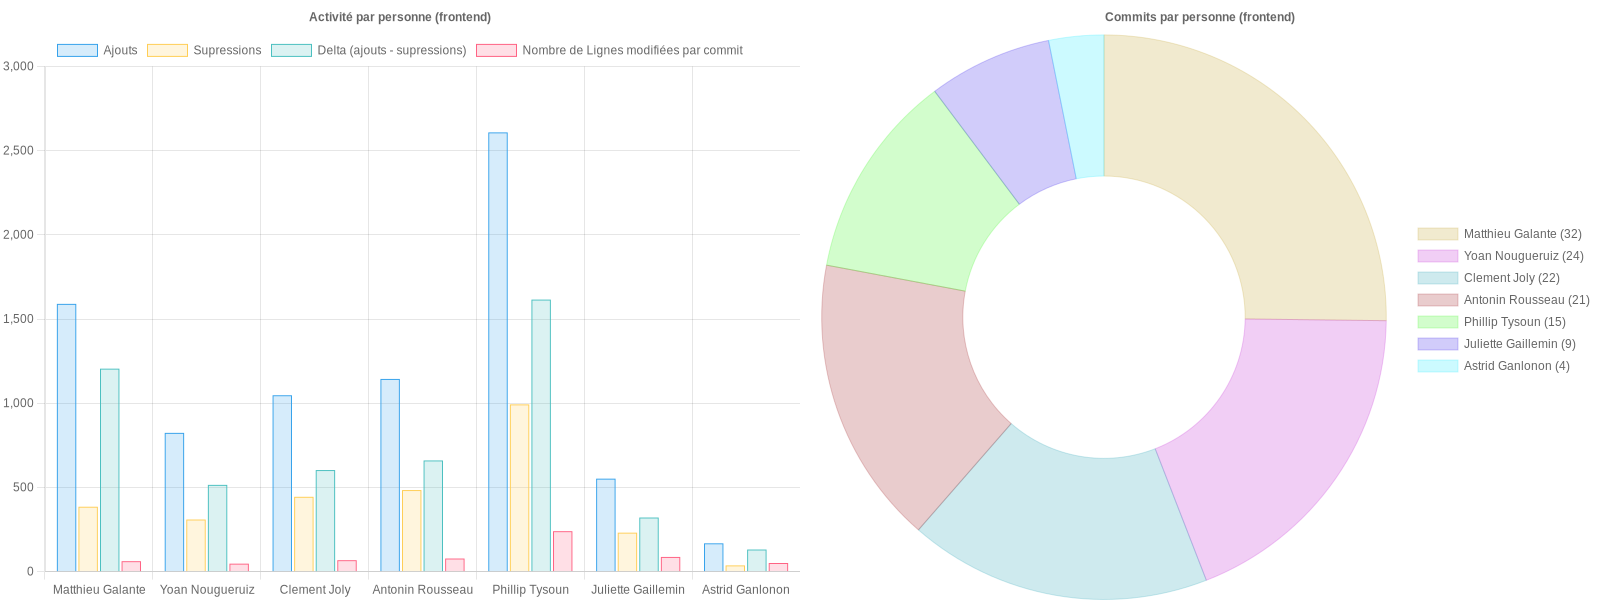 Activité par personne (frontend)
Ajouts
Supressions
Delta (ajouts - supressions)
Nombre de Lignes modifiées par commit
3,000
2,500
2,000
1,500
1,000
500
0
Matthieu Galante
Yoan Nougueruiz
Clement Joly
Antonin Rousseau
Phillip Tysoun
Juliette Gaillemin
Astrid Ganlonon
Commits par personne (frontend)
Matthieu Galante (32)
Yoan Nougueruiz (24)
Clement Joly (22)
Antonin Rousseau (21)
Phillip Tysoun (15)
Juliette Gaillemin (9)
Astrid Ganlonon (4)